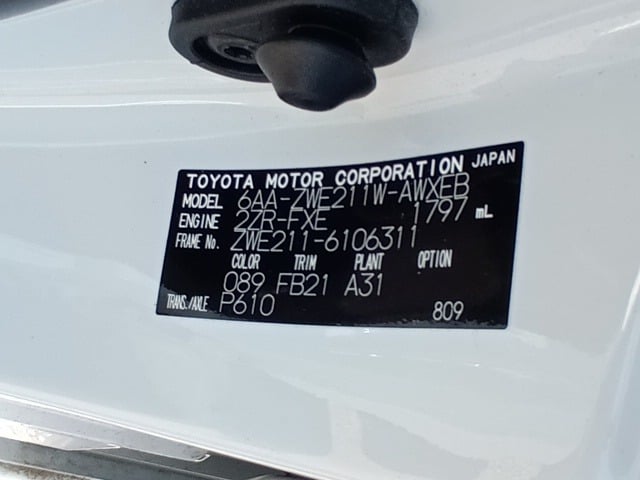 TOYOTA MOTOR CORPORATION JAPAN
MODEL 6AA-ZWE211W-AWXEB
ENGINE 2ZR-FXE 1797 mL
FRAME No. ZWE211-6106311
COLOR TRIM PLANT OPTION
089 FB21 A31
TRANS./AXLE P610 809